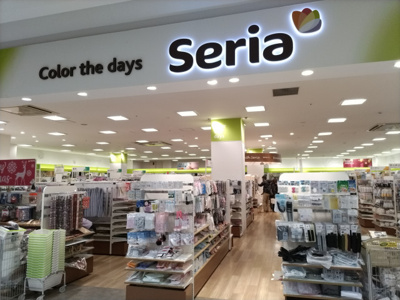 Color the days
Seria